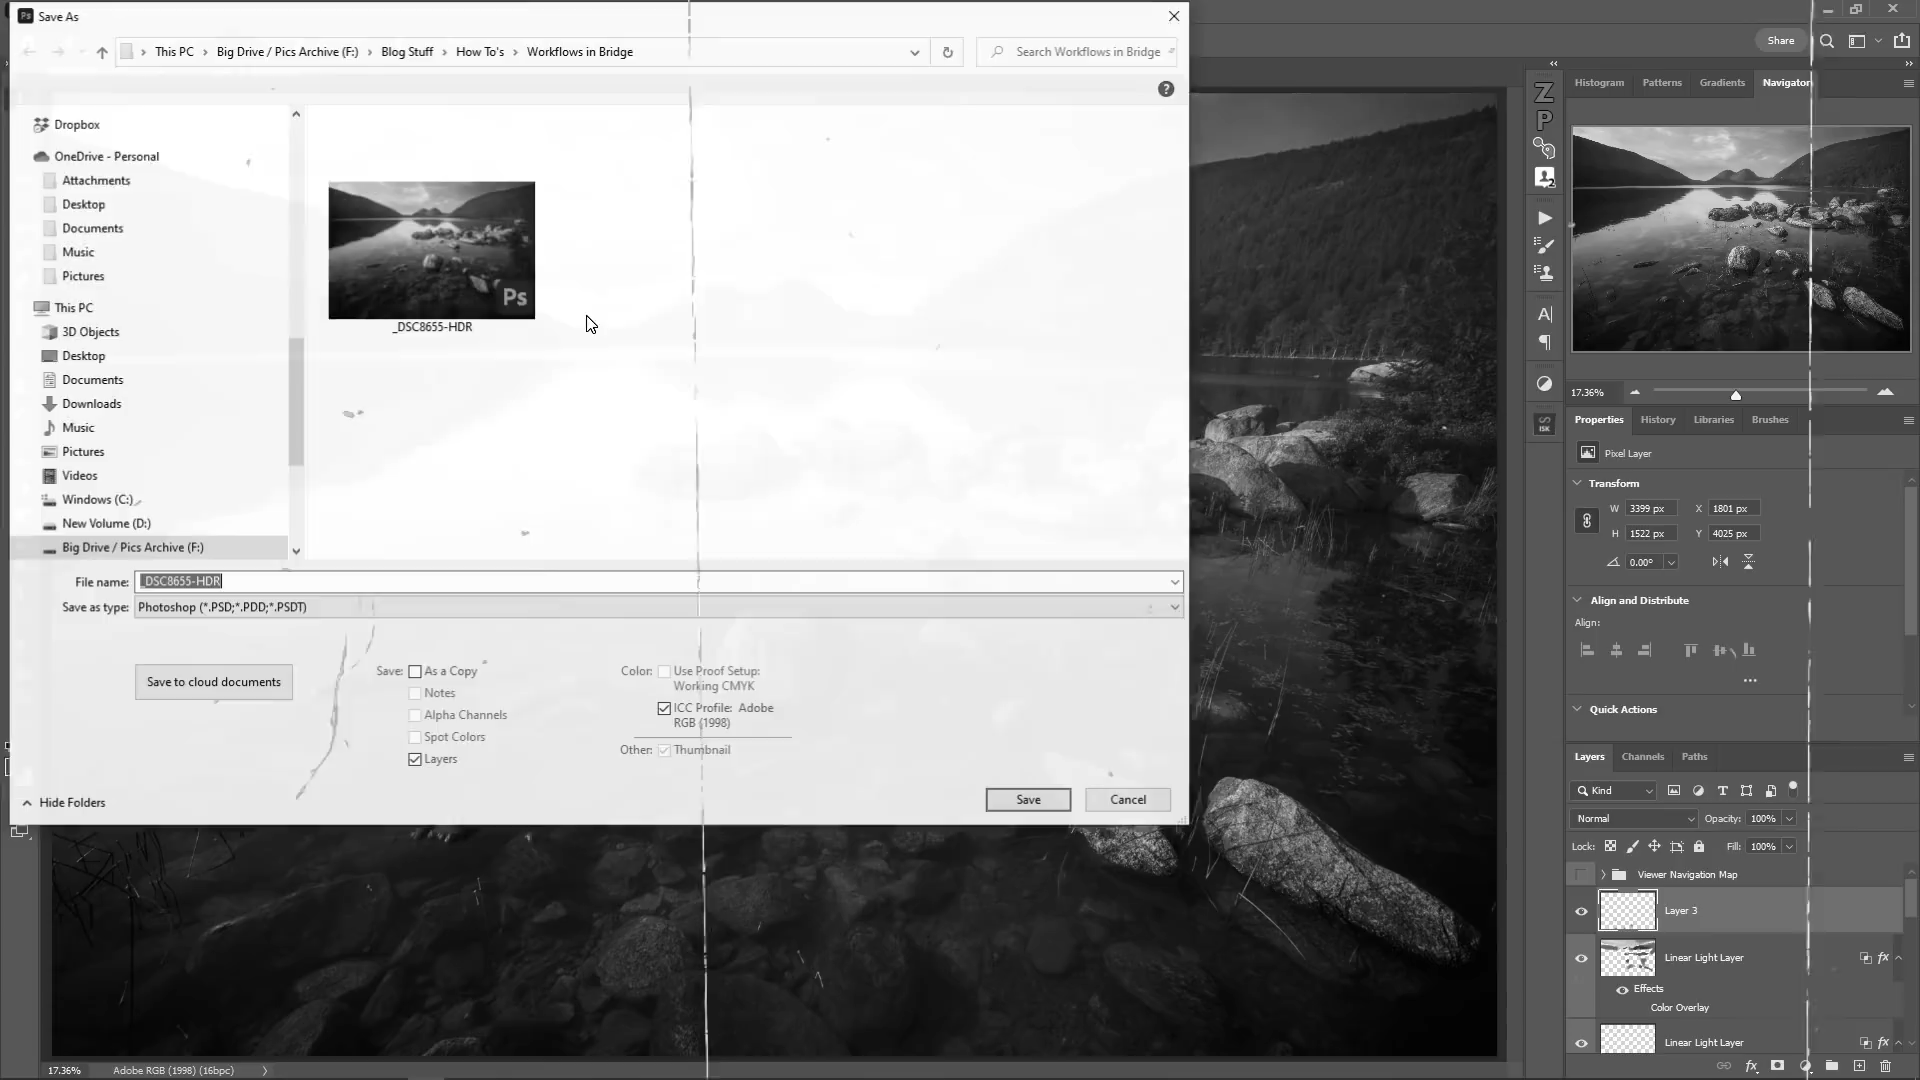 Ps Save As
This PC > Big Drive / Pics Archive (F:) > Blog Stuff > How To's > Workflows in Bridge
Search Workflows in Bridge
Share
?
Dropbox
OneDrive - Personal
Attachments
Desktop
Documents
Music
Pictures
This PC
3D Objects
Desktop
Documents
Downloads
Music
Pictures
Videos
Windows (C:)
New Volume (D:)
Big Drive / Pics Archive (F:)
Ps
_DSC8655-HDR
File name: _DSC8655-HDR
Save as type: Photoshop (*.PSD;*.PDD;*.PSDT)
Save to cloud documents
Save: As a Copy
Notes
Alpha Channels
Spot Colors
Layers
Color: Use Proof Setup:
Working CMYK
ICC Profile: Adobe
RGB (1998)
Other: Thumbnail
Hide Folders
Save
Cancel
17.36%
Adobe RGB (1998) (16bpc)
Z
P
A
ISK
Histogram Patterns Gradients Navigator
17.36%
Properties History Libraries Brushes
Pixel Layer
Transform
W 3399 px X 1801 px
H 1522 px Y 4025 px
0.00°
Align and Distribute
Align:
Quick Actions
Layers Channels Paths
Kind
Normal Opacity: 100%
Lock: Fill: 100%
Viewer Navigation Map
Layer 3
Linear Light Layer fx
Effects
Color Overlay
Linear Light Layer fx
fx